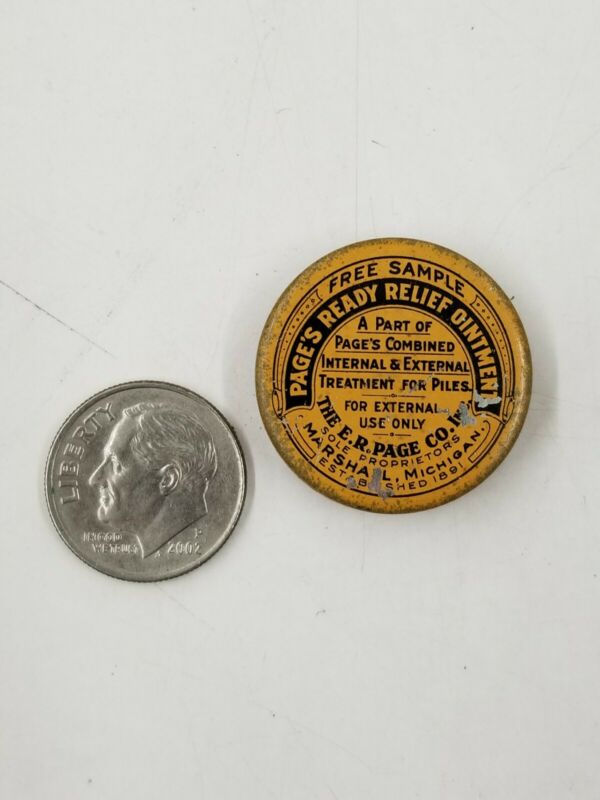 LIBERTY
IN GOD
WE TRUST
P
2002
FREE SAMPLE
PAGE'S READY RELIEF OINTMENT
A PART OF
PAGE'S COMBINED
INTERNAL & EXTERNAL
TREATMENT FOR PILES.
FOR EXTERNAL
USE ONLY
THE E.R. PAGE CO.
SOLE PROPRIETORS
MARSHALL, MICHIGAN.
ESTABLISHED 1891